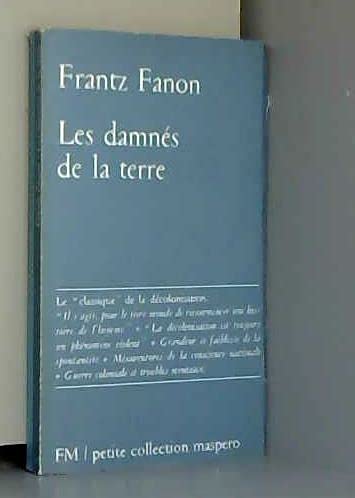 Frantz Fanon
Les damnés
de la terre
Le "classique" de la décolonisation.
"Il s'agit, pour le tiers monde de recommencer une his-
toire de l'homme" • "La décolonisation est toujours
un phénomène violent" • Grandeur et faiblesse de la
spontanéité • Mésaventures de la conscience nationale
• Guerre coloniale et troubles mentaux.
FM / petite collection maspero